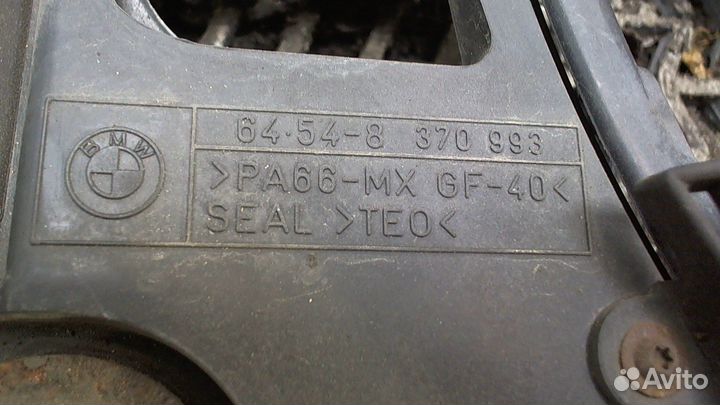 BMW
64·54-8 370 993
>PA66-MX GF-40<
SEAL >TEO<
Avito